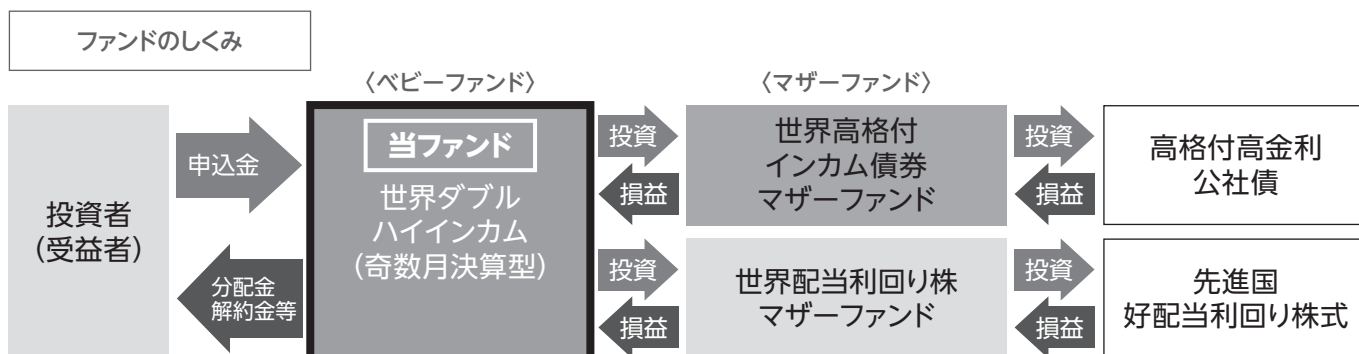 ファンドのしくみ
〈ベビーファンド〉
〈マザーファンド〉
投資者
(受益者)
申込金
分配金
解約金等
当ファンド
世界ダブル
ハイインカム
(奇数月決算型)
投資
損益
投資
損益
世界高格付
インカム債券
マザーファンド
世界配当利回り株
マザーファンド
投資
損益
投資
損益
高格付高金利
公社債
先進国
好配当利回り株式